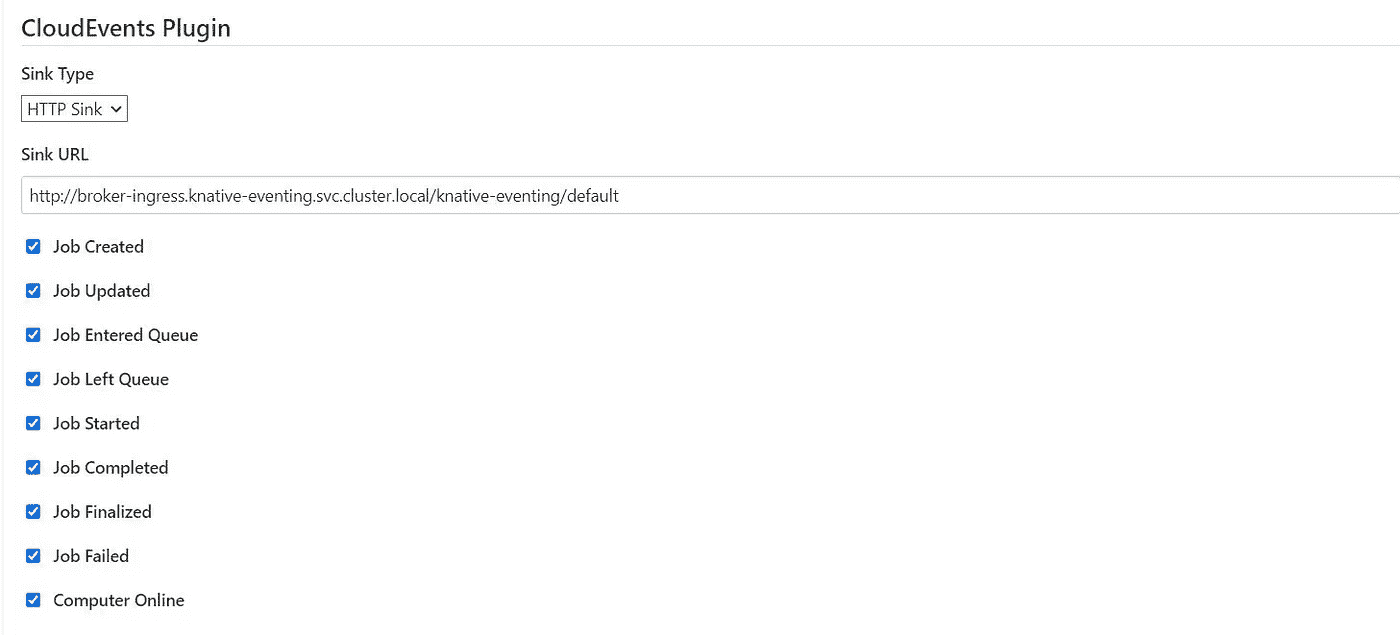 CloudEvents Plugin
Sink Type
HTTP Sink
Sink URL
http://broker-ingress.knative-eventing.svc.cluster.local/knative-eventing/default
Job Created
Job Updated
Job Entered Queue
Job Left Queue
Job Started
Job Completed
Job Finalized
Job Failed
Computer Online